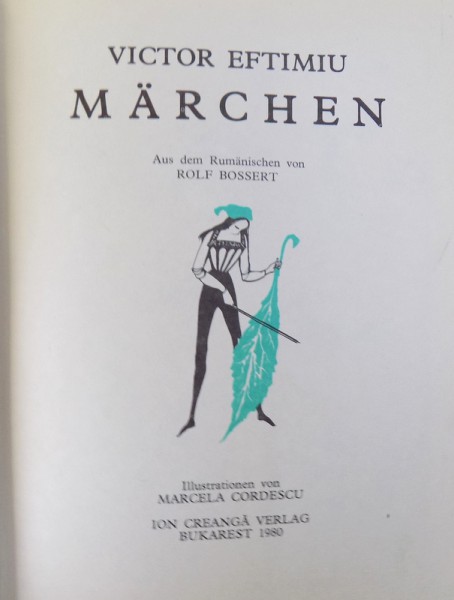 VICTOR EFTIMIU
MÄRCHEN
Aus dem Rumänischen von
ROLF BOSSERT
Illustrationen von
MARCELA CORDESCU
ION CREANGĂ VERLAG
BUKAREST 1980